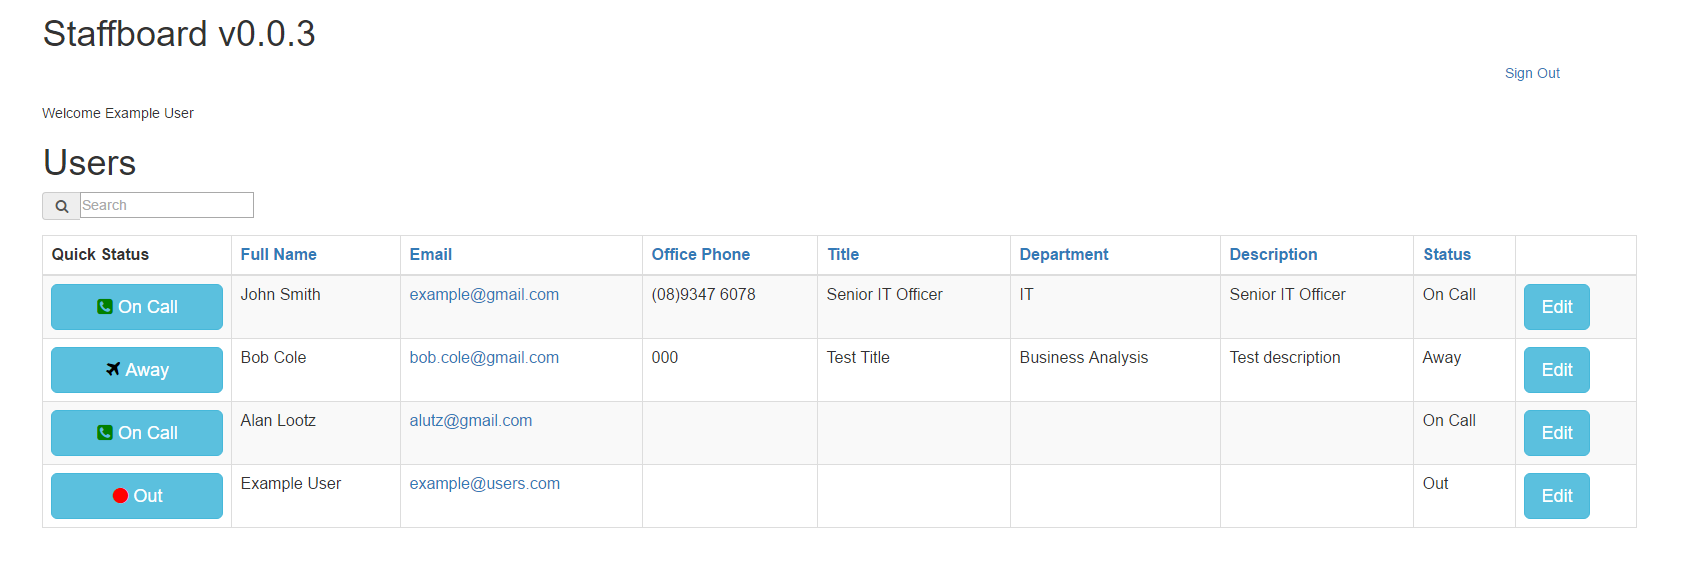 Staffboard v0.0.3
Sign Out
Welcome Example User
Users
Search
Quick Status Full Name Email Office Phone Title Department Description Status
On Call John Smith example@gmail.com (08)9347 6078 Senior IT Officer IT Senior IT Officer On Call Edit
Away Bob Cole bob.cole@gmail.com 000 Test Title Business Analysis Test description Away Edit
On Call Alan Lootz alutz@gmail.com On Call Edit
Out Example User example@users.com Out Edit